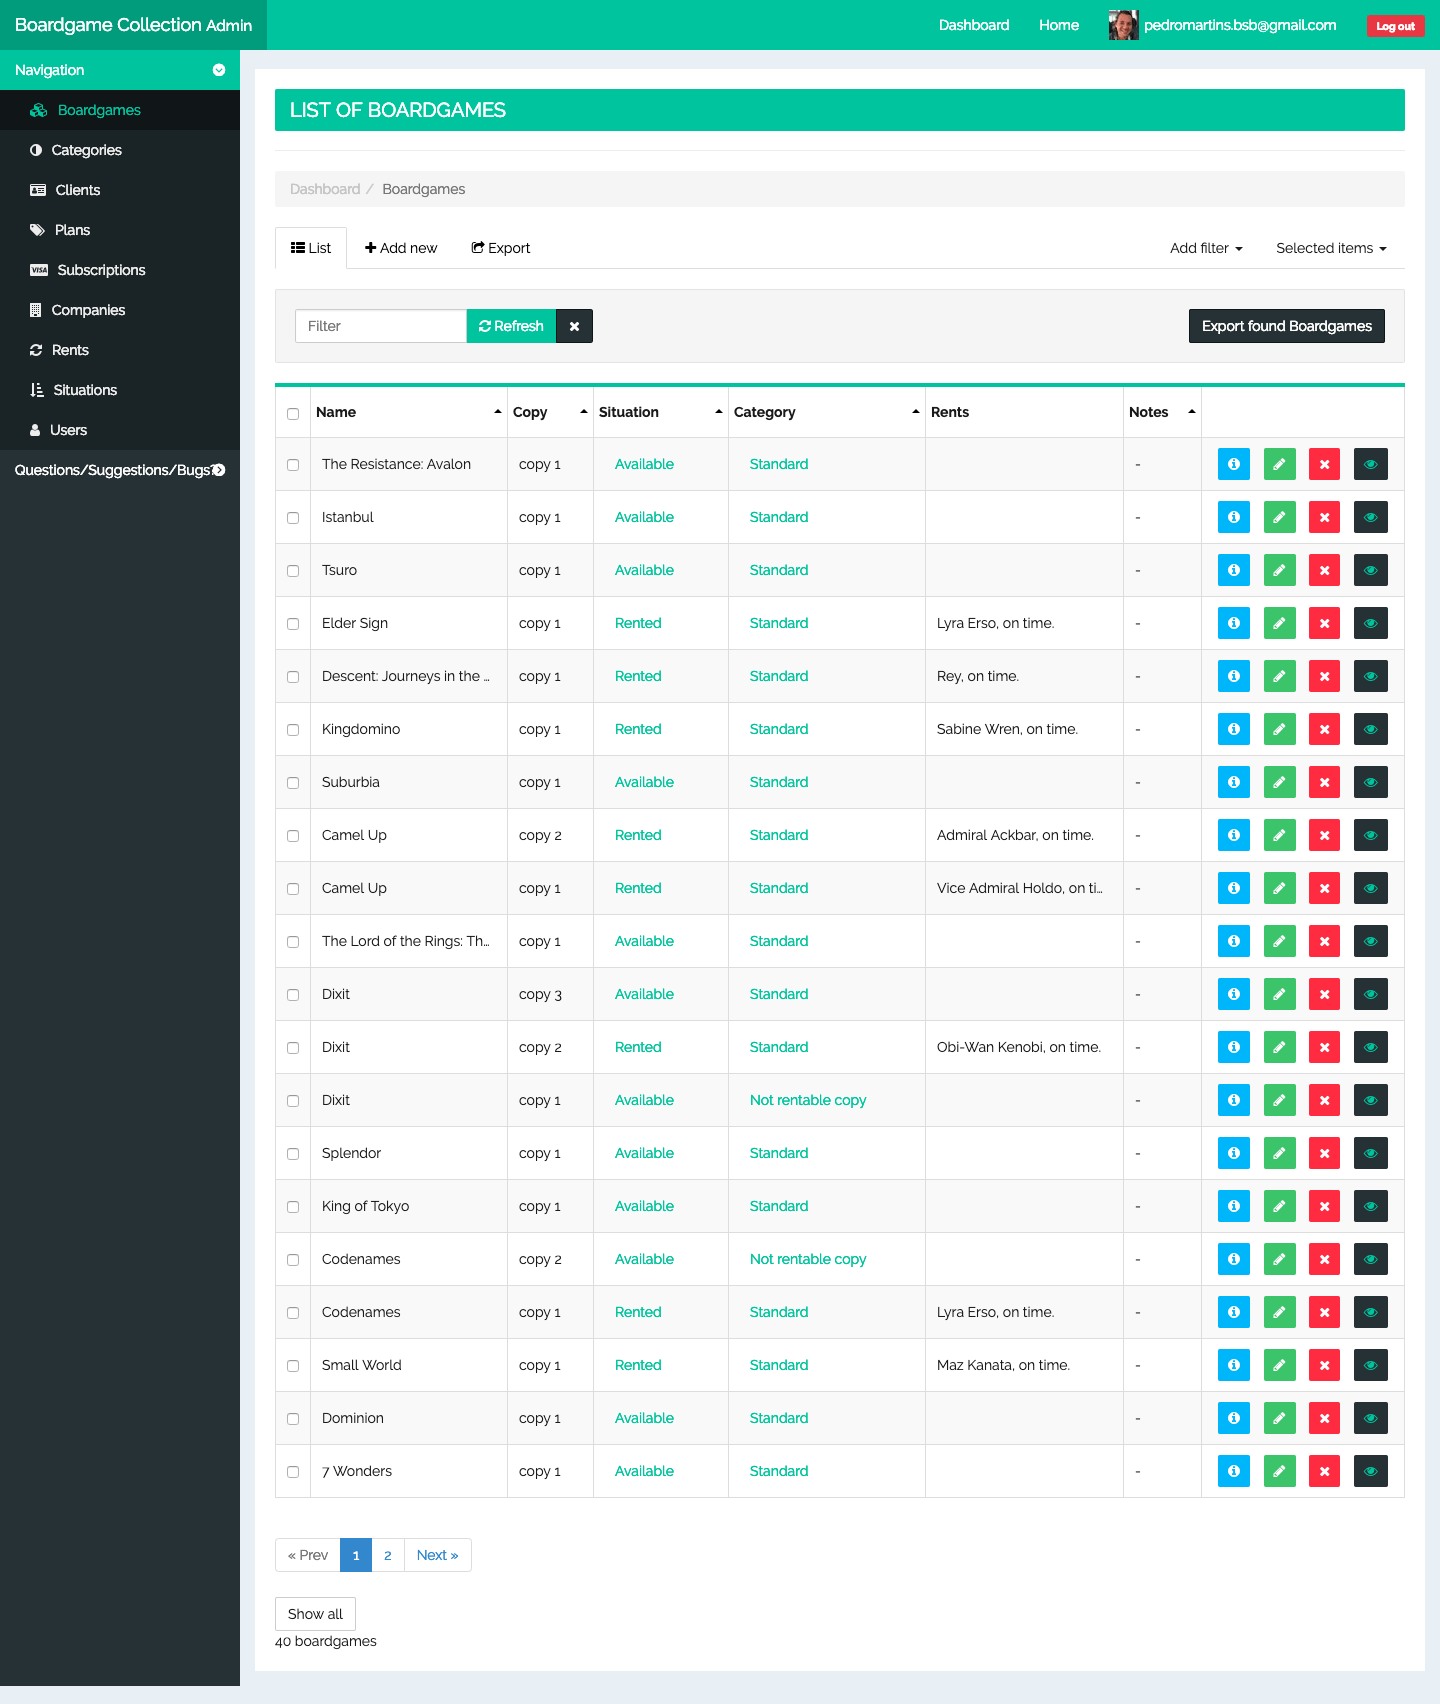 Boardgame Collection Admin
Dashboard Home pedromartins.bsb@gmail.com Log out
Navigation
Boardgames
Categories
Clients
Plans
VISA Subscriptions
Companies
Rents
Situations
Users
Questions/Suggestions/Bugs?
LIST OF BOARDGAMES
Dashboard / Boardgames
List Add new Export Add filter Selected items
Filter Refresh Export found Boardgames
Name Copy Situation Category Rents Notes
The Resistance: Avalon copy 1 Available Standard -
Istanbul copy 1 Available Standard -
Tsuro copy 1 Available Standard -
Elder Sign copy 1 Rented Standard Lyra Erso, on time. -
Descent: Journeys in the ... copy 1 Rented Standard Rey, on time. -
Kingdomino copy 1 Rented Standard Sabine Wren, on time. -
Suburbia copy 1 Available Standard -
Camel Up copy 2 Rented Standard Admiral Ackbar, on time. -
Camel Up copy 1 Rented Standard Vice Admiral Holdo, on ti... -
The Lord of the Rings: Th... copy 1 Available Standard -
Dixit copy 3 Available Standard -
Dixit copy 2 Rented Standard Obi-Wan Kenobi, on time. -
Dixit copy 1 Available Not rentable copy -
Splendor copy 1 Available Standard -
King of Tokyo copy 1 Available Standard -
Codenames copy 2 Available Not rentable copy -
Codenames copy 1 Rented Standard Lyra Erso, on time. -
Small World copy 1 Rented Standard Maz Kanata, on time. -
Dominion copy 1 Available Standard -
7 Wonders copy 1 Available Standard -
« Prev 1 2 Next »
Show all
40 boardgames